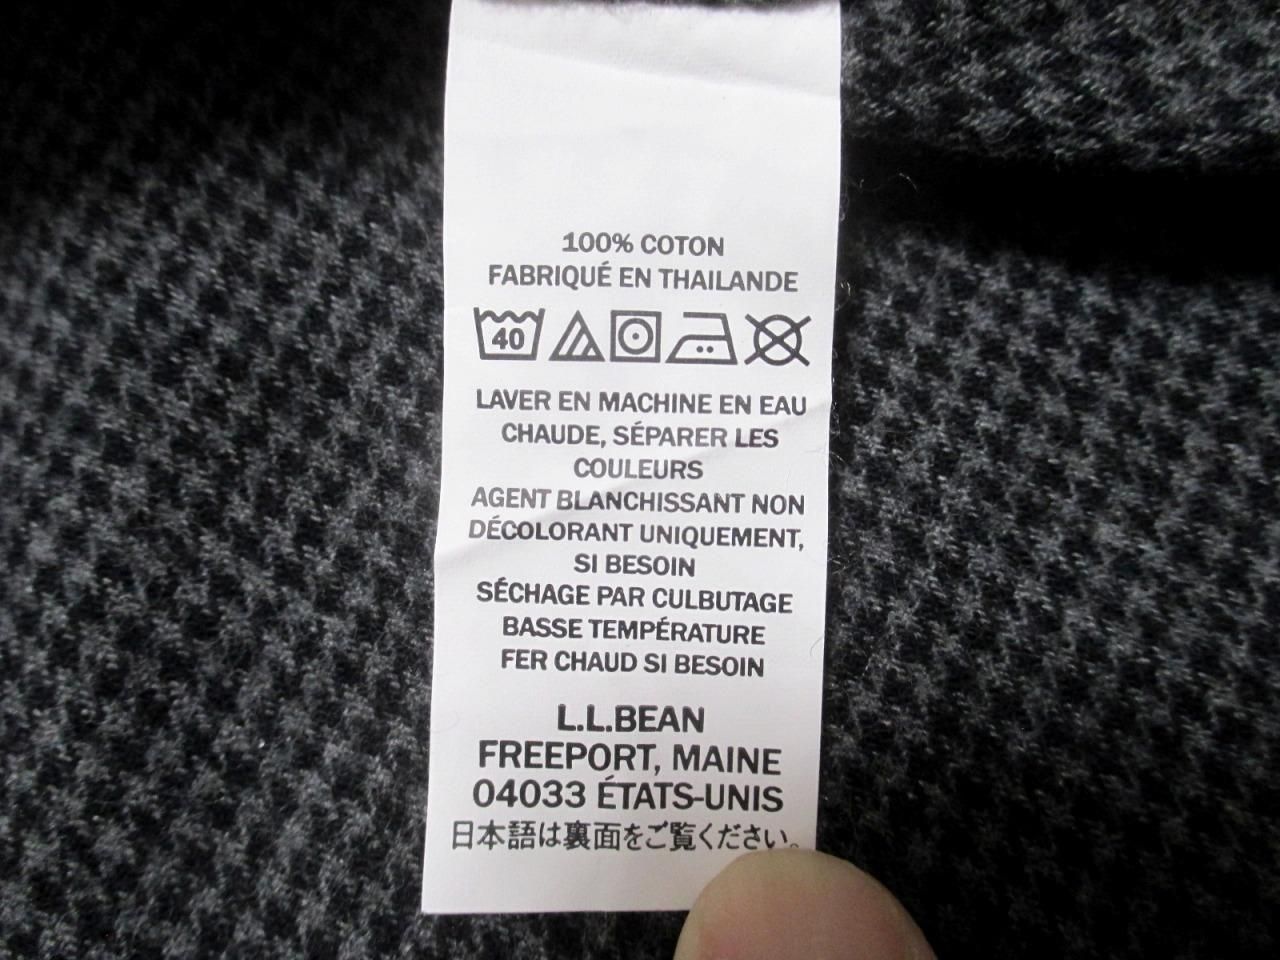 100% COTON
FABRIQUÉ EN THAILANDE
40
LAVER EN MACHINE EN EAU
CHAUDE, SÉPARER LES
COULEURS
AGENT BLANCHISSANT NON
DÉCOLORANT UNIQUEMENT,
SI BESOIN
SÉCHAGE PAR CULBUTAGE
BASSE TEMPÉRATURE
FER CHAUD SI BESOIN
L.L.BEAN
FREEPORT, MAINE
04033 ÉTATS-UNIS
日本語は裏面をご覧ください。